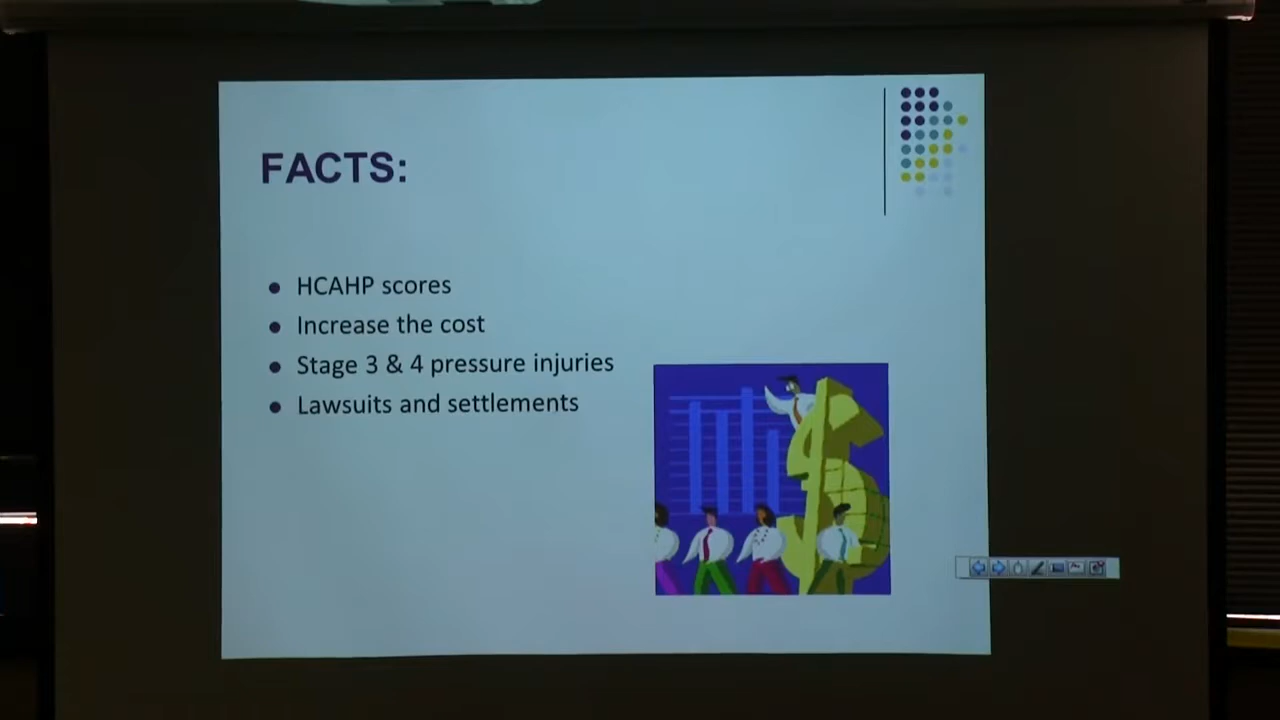 FACTS:
HCAHP scores
Increase the cost
Stage 3 & 4 pressure injuries
Lawsuits and settlements